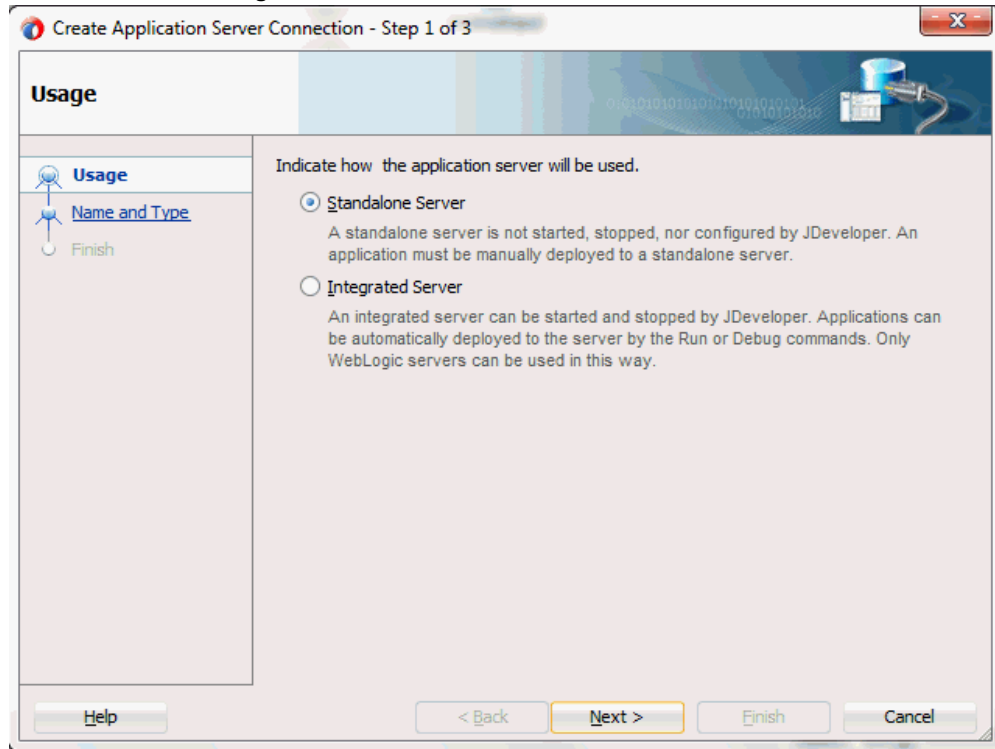 Create Application Server Connection - Step 1 of 3
Usage
Usage
Name and Type
Finish
Indicate how the application server will be used.
Standalone Server
A standalone server is not started, stopped, nor configured by JDeveloper. An
application must be manually deployed to a standalone server.
Integrated Server
An integrated server can be started and stopped by JDeveloper. Applications can
be automatically deployed to the server by the Run or Debug commands. Only
WebLogic servers can be used in this way.
Help
< Back
Next >
Finish
Cancel